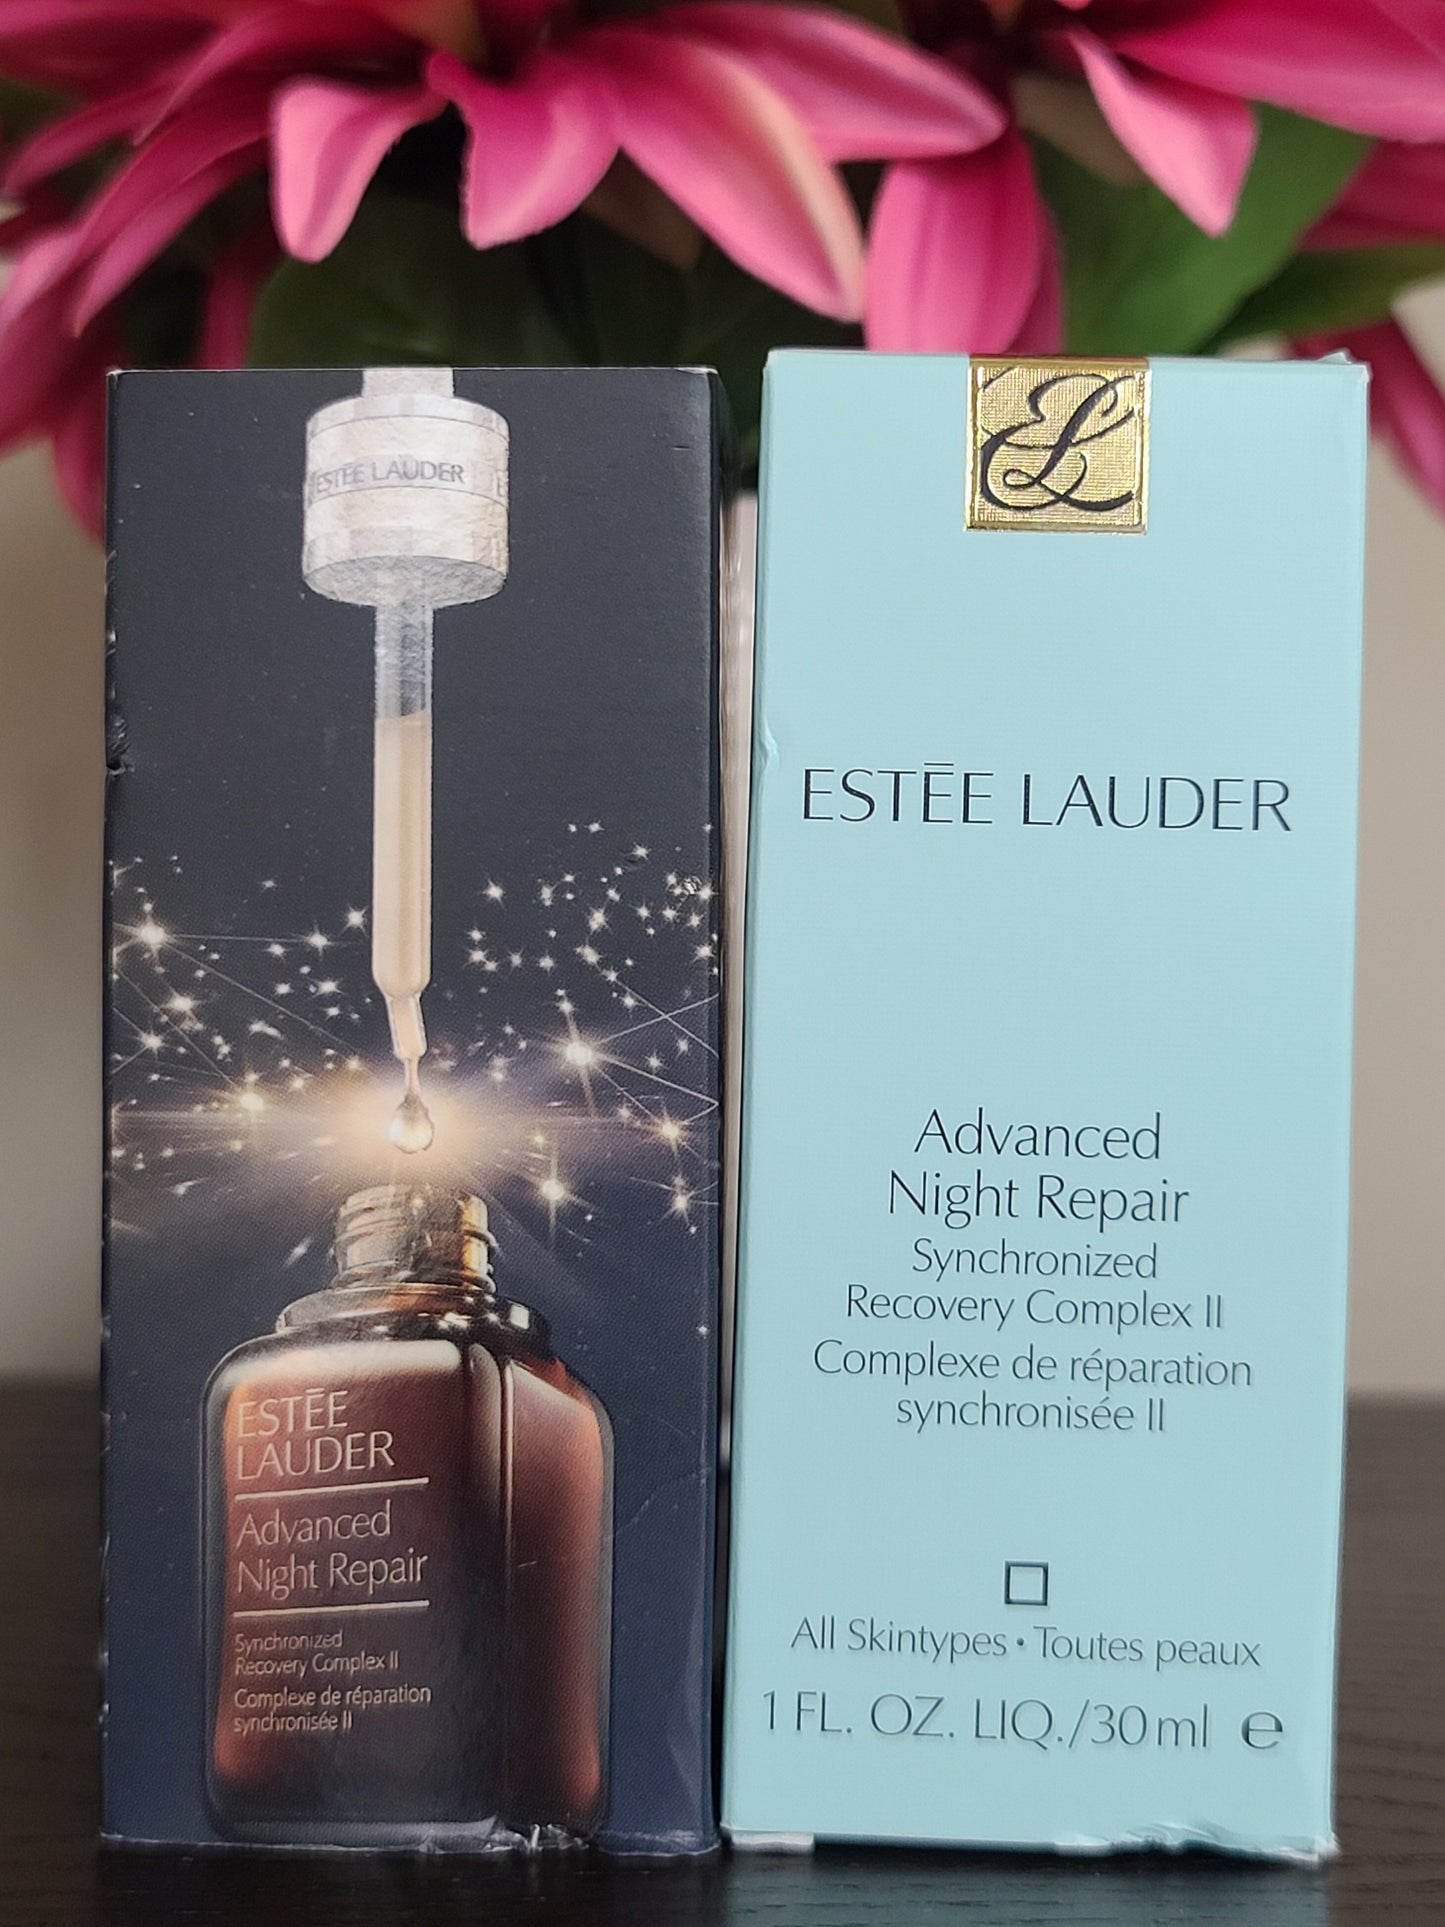 ESTĒE LAUDER
ESTĒE
LAUDER
Advanced
Night Repair
Synchronized
Recovery Complex II
Complexe de réparation
synchronisée II
EL
ESTĒE LAUDER
Advanced
Night Repair
Synchronized
Recovery Complex II
Complexe de réparation
synchronisée II
All Skintypes • Toutes peaux
1 FL. OZ. LIQ./30 ml e